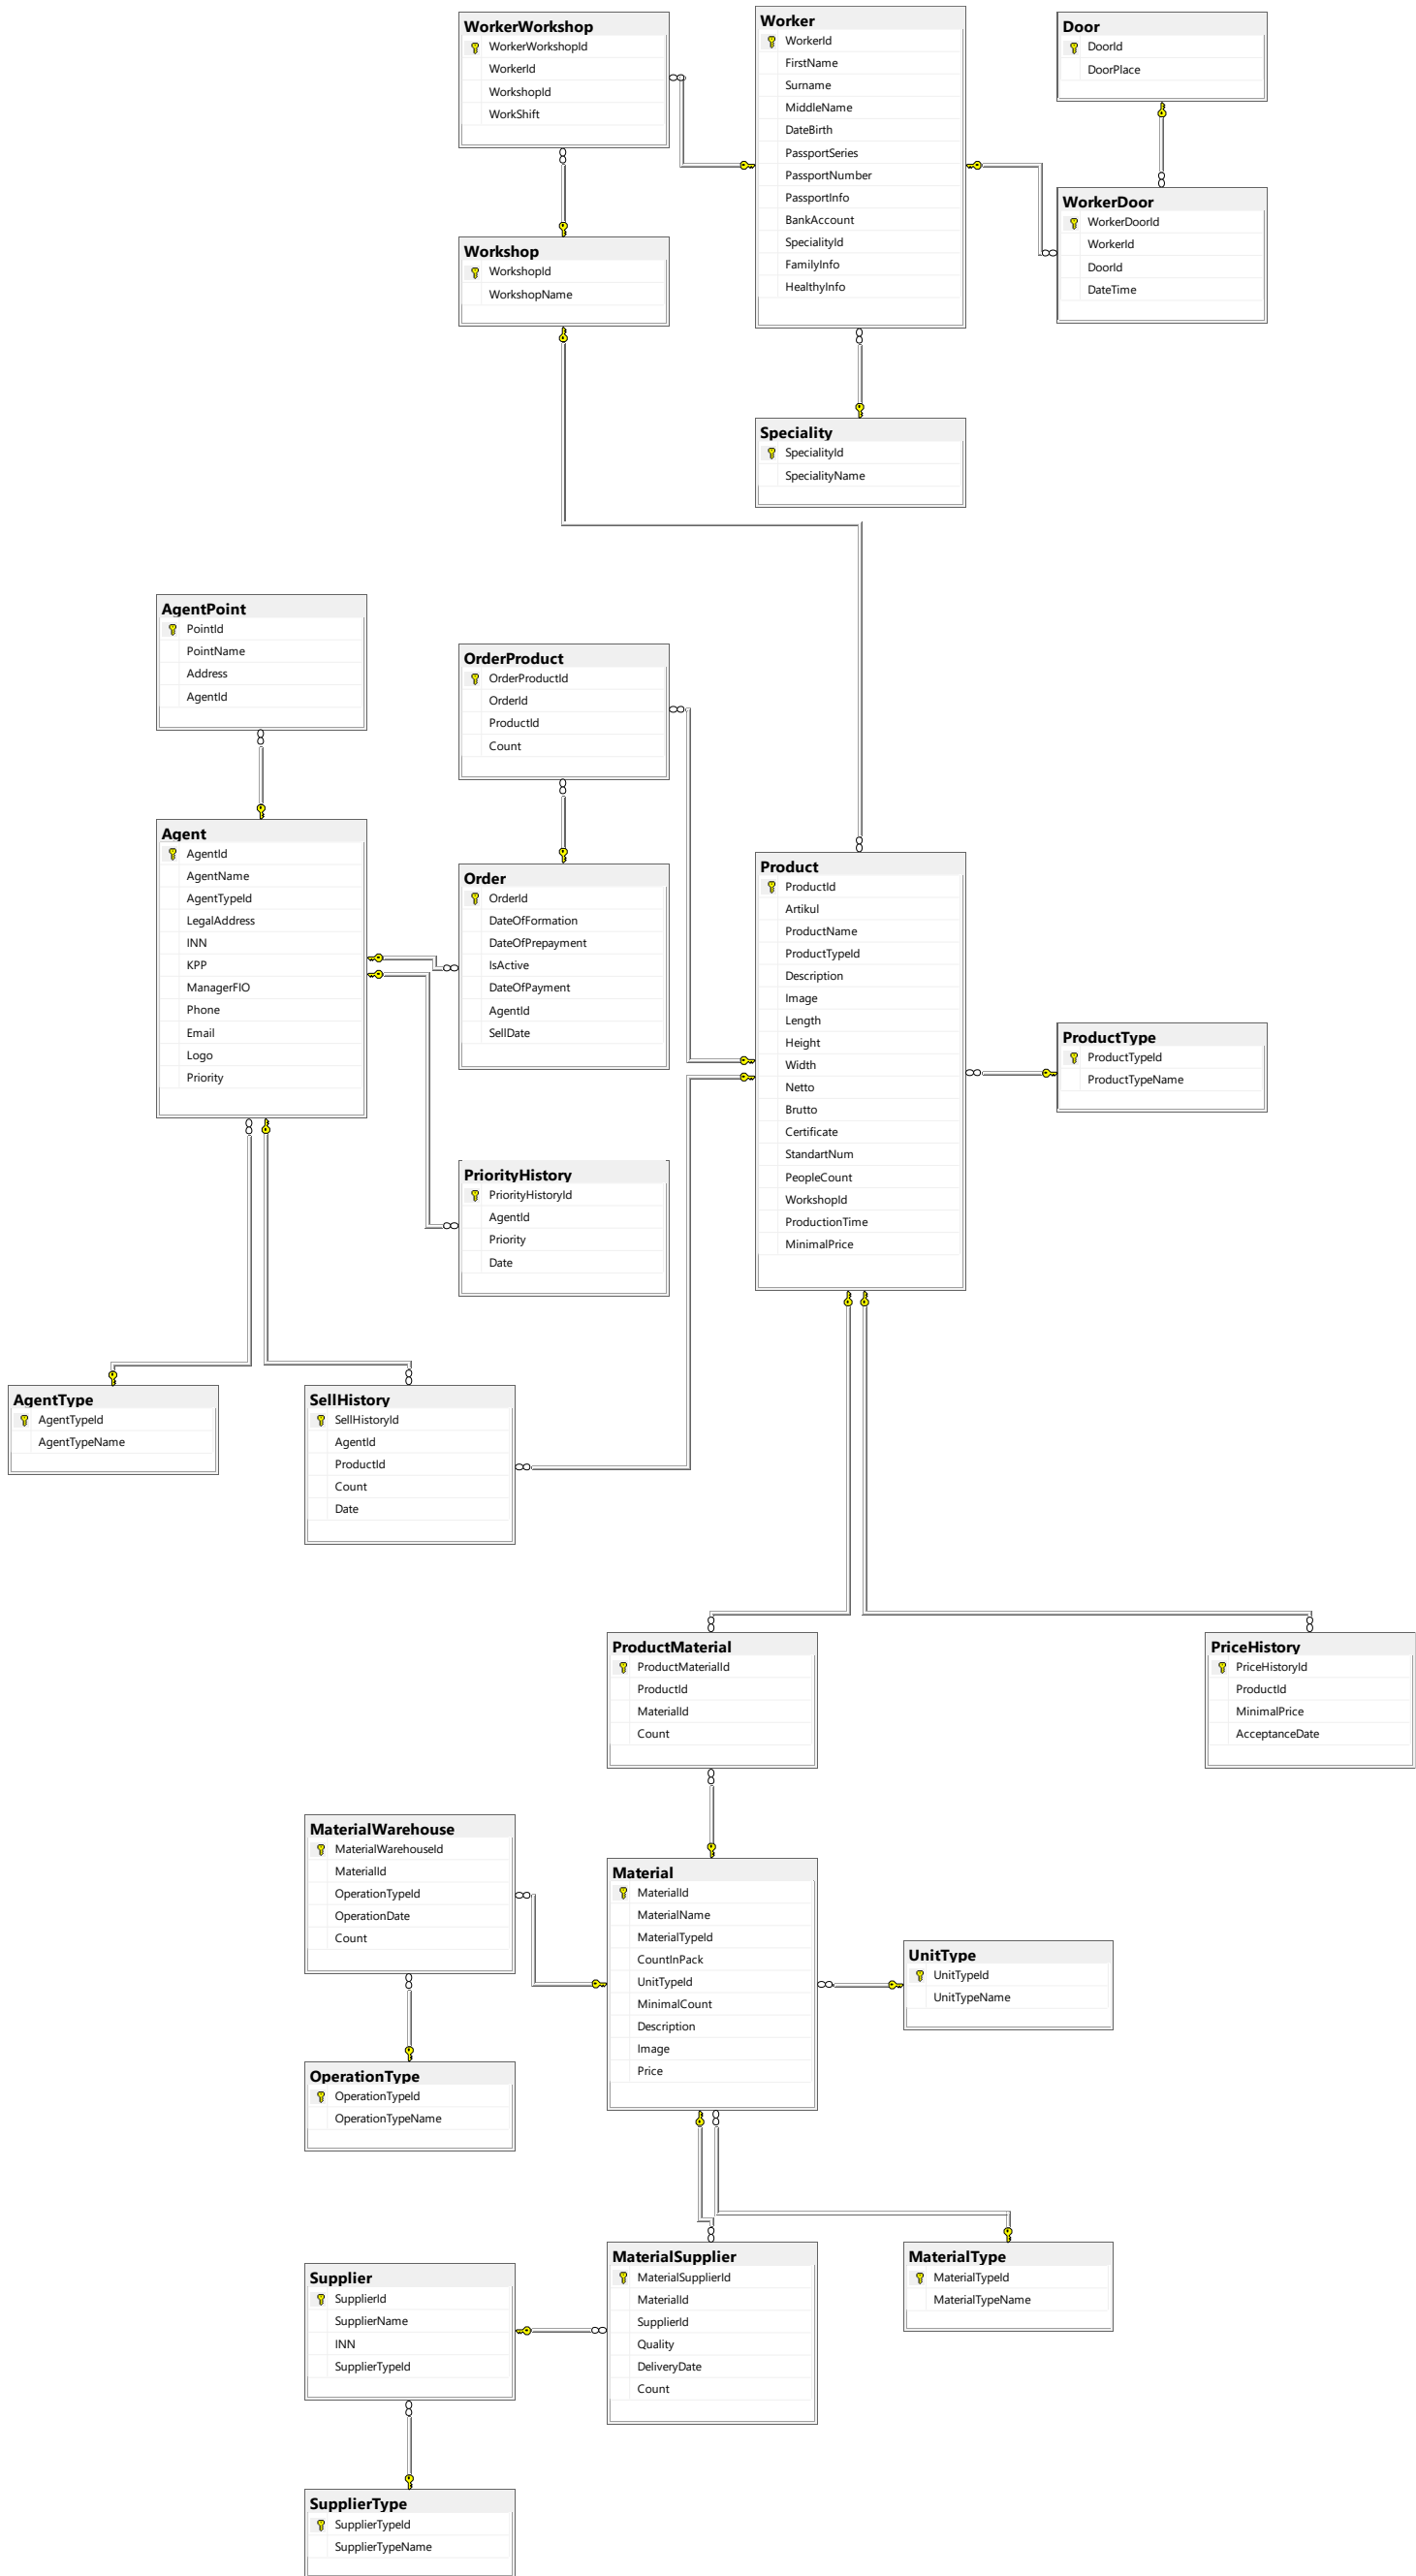 WorkerWorkshop
WorkerWorkshopId
WorkerId
WorkshopId
WorkShift
Worker
WorkerId
FirstName
Surname
MiddleName
DateBirth
PassportSeries
PassportNumber
PassportInfo
BankAccount
SpecialityId
FamilyInfo
HealthyInfo
Door
DoorId
DoorPlace
WorkerDoor
WorkerDoorId
WorkerId
DoorId
DateTime
Workshop
WorkshopId
WorkshopName
Speciality
SpecialityId
SpecialityName
AgentPoint
PointId
PointName
Address
AgentId
OrderProduct
OrderProductId
OrderId
ProductId
Count
Agent
AgentId
AgentName
AgentTypeId
LegalAddress
INN
KPP
ManagerFIO
Phone
Email
Logo
Priority
Order
OrderId
DateOfFormation
DateOfPrepayment
IsActive
DateOfPayment
AgentId
SellDate
Product
ProductId
Artikul
ProductName
ProductTypeId
Description
Image
Length
Height
Width
Netto
Brutto
Certificate
StandartNum
PeopleCount
WorkshopId
ProductionTime
MinimalPrice
ProductType
ProductTypeId
ProductTypeName
PriorityHistory
PriorityHistoryId
AgentId
Priority
Date
AgentType
AgentTypeId
AgentTypeName
SellHistory
SellHistoryId
AgentId
ProductId
Count
Date
ProductMaterial
ProductMaterialId
ProductId
MaterialId
Count
PriceHistory
PriceHistoryId
ProductId
MinimalPrice
AcceptanceDate
MaterialWarehouse
MaterialWarehouseId
MaterialId
OperationTypeId
OperationDate
Count
Material
MaterialId
MaterialName
MaterialTypeId
CountInPack
UnitTypeId
MinimalCount
Description
Image
Price
UnitType
UnitTypeId
UnitTypeName
OperationType
OperationTypeId
OperationTypeName
MaterialSupplier
MaterialSupplierId
MaterialId
SupplierId
Quality
DeliveryDate
Count
MaterialType
MaterialTypeId
MaterialTypeName
Supplier
SupplierId
SupplierName
INN
SupplierTypeId
SupplierType
SupplierTypeId
SupplierTypeName